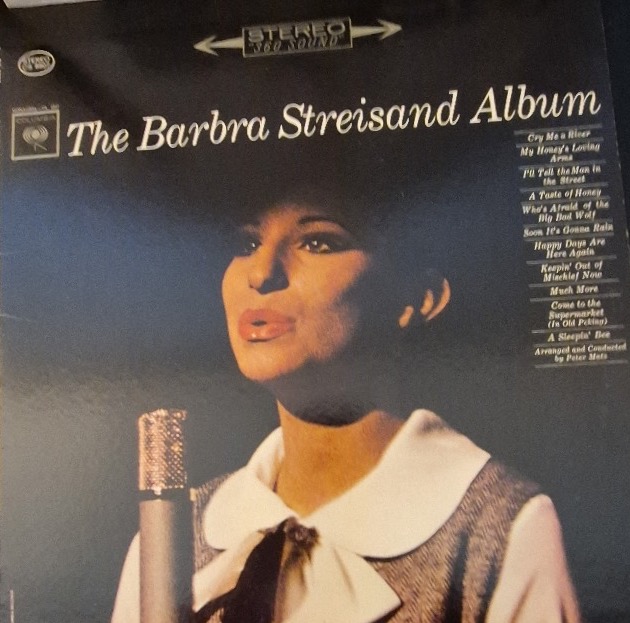 STEREO
360 SOUND
STEREO
COLUMBIA
The Barbra Streisand Album
Cry Me a River
My Honey's Loving
Arms
I'll Tell the Man in
the Street
A Taste of Honey
Who's Afraid of the
Big Bad Wolf
Soon It's Gonna Rain
Happy Days Are
Here Again
Keepin' Out of
Mischief Now
Much More
Come to the
Supermarket
(In Old Peking)
A Sleepin' Bee
Arranged and Conducted
by Peter Matz